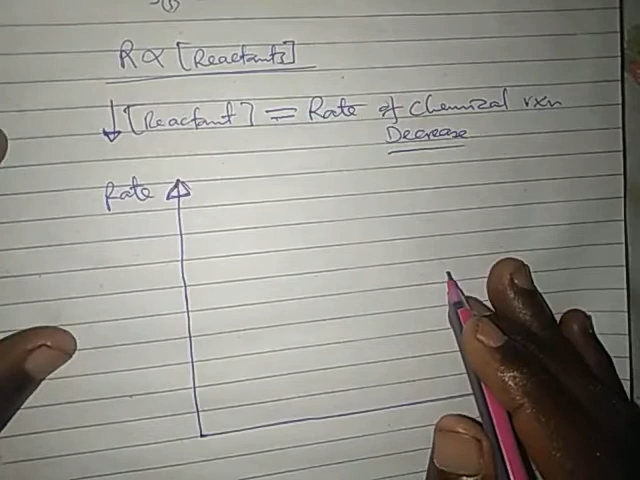 R ∝ [Reactants]
↓ [Reactant] = Rate of Chemical rxn
Decrease
Rate